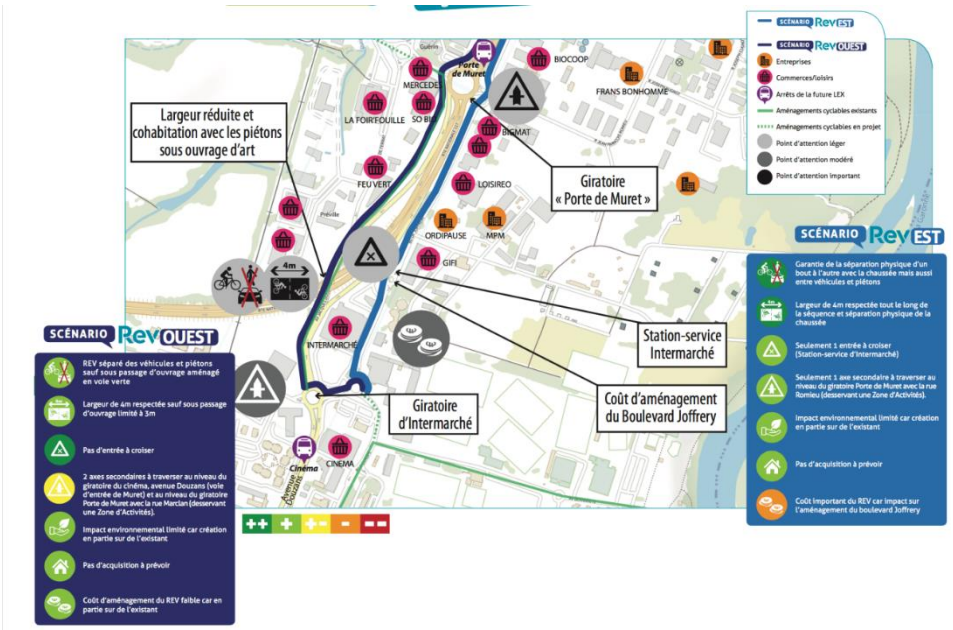 SCÉNARIO RevEST
SCÉNARIO RevOUEST
Entreprises
Commerces/loisirs
Arrêts de la future LEX
Aménagements cyclables existants
Aménagements cyclables en projet
Point d'attention léger
Point d'attention modéré
Point d'attention important
Guérin
Porte
de Muret
BIOCOOP
MERCEDES
FRANS BONHOMME
LA FOIR'FOUILLE
SO BIO
BIGMAT
Largeur réduite et
cohabitation avec les piétons
sous ouvrage d'art
FEU VERT
LOISIREO
Giratoire
« Porte de Muret »
Préville
ORDIPAUSE
MPM
GIFI
4m
INTERMARCHÉ
Station-service
Intermarché
Coût d'aménagement
du Boulevard Joffrery
Giratoire
d'Intermarché
Cinéma
CINEMA
Avenue
Douzans
SCÉNARIO RevOUEST
REV séparé des véhicules et piétons
sauf sous passage d'ouvrage aménagé
en voie verte
Largeur de 4m respectée sauf sous passage
d'ouvrage limité à 3m
Pas d'entrée à croiser
2 axes secondaires à traverser au niveau du
giratoire du cinéma, avenue Douzans (voie
d'entrée de Muret) et au niveau du giratoire
Porte de Muret avec la rue Marclan (desservant
une Zone d'Activités).
Impact environnemental limité car création
en partie sur de l'existant
Pas d'acquisition à prévoir
Coût d'aménagement du REV faible car en
partie sur de l'existant
++ + +- - --
SCÉNARIO RevEST
Garantie de la séparation physique d'un
bout à l'autre avec la chaussée mais aussi
entre véhicules et piétons
Largeur de 4m respectée tout le long de
la séquence et séparation physique de la
chaussée
Seulement 1 entrée à croiser
(Station-service d'Intermarché)
Seulement 1 axe secondaire à traverser au
niveau du giratoire Porte de Muret avec la rue
Romieu (desservant une Zone d'Activités).
Impact environnemental limité car création
en partie sur de l'existant
Pas d'acquisition à prévoir
Coût important du REV car impact sur
l'aménagement du boulevard Joffrery